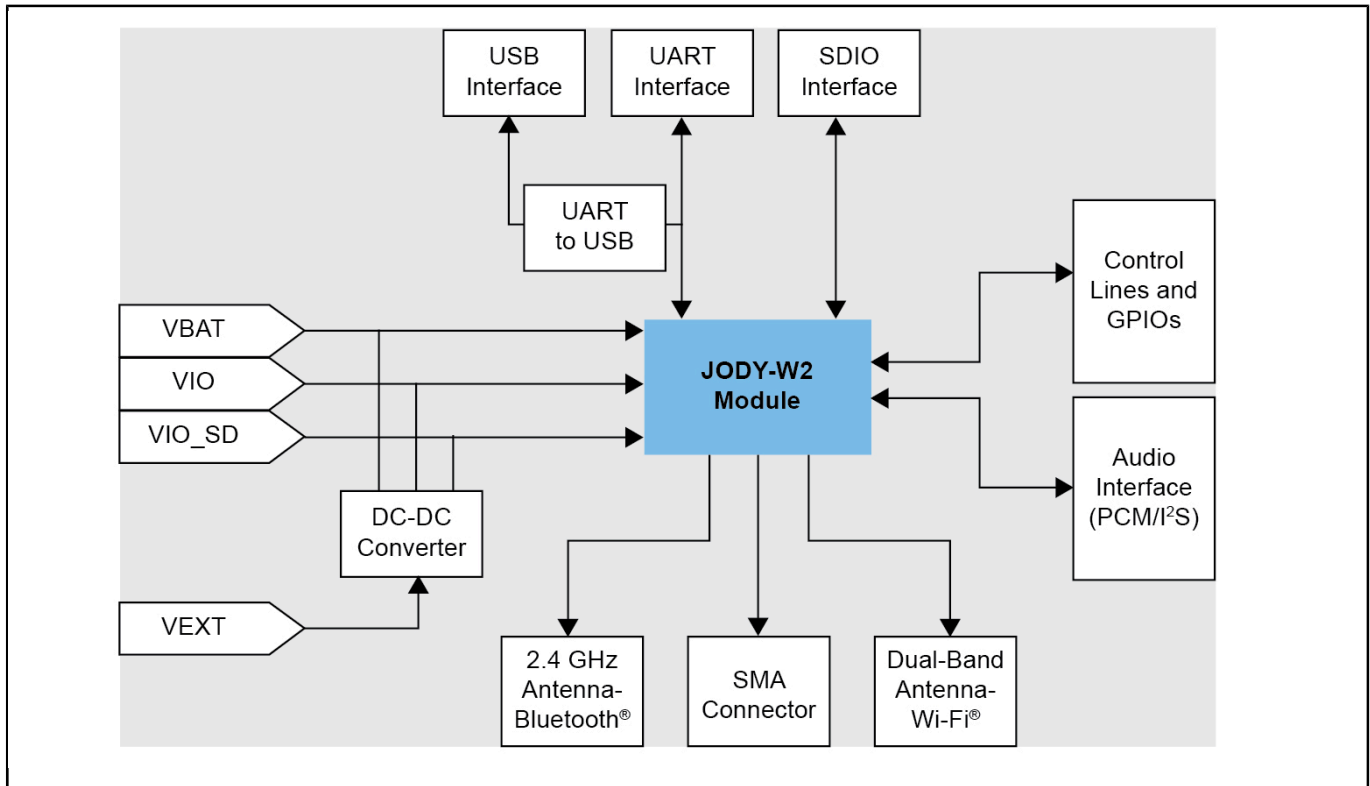 USB
Interface
UART
Interface
SDIO
Interface
UART
to USB
Control
Lines and
GPIOs
VBAT
VIO
VIO_SD
JODY-W2
Module
Audio
Interface
(PCM/I²S)
DC-DC
Converter
VEXT
2.4 GHz
Antenna-
Bluetooth®
SMA
Connector
Dual-Band
Antenna-
Wi-Fi®